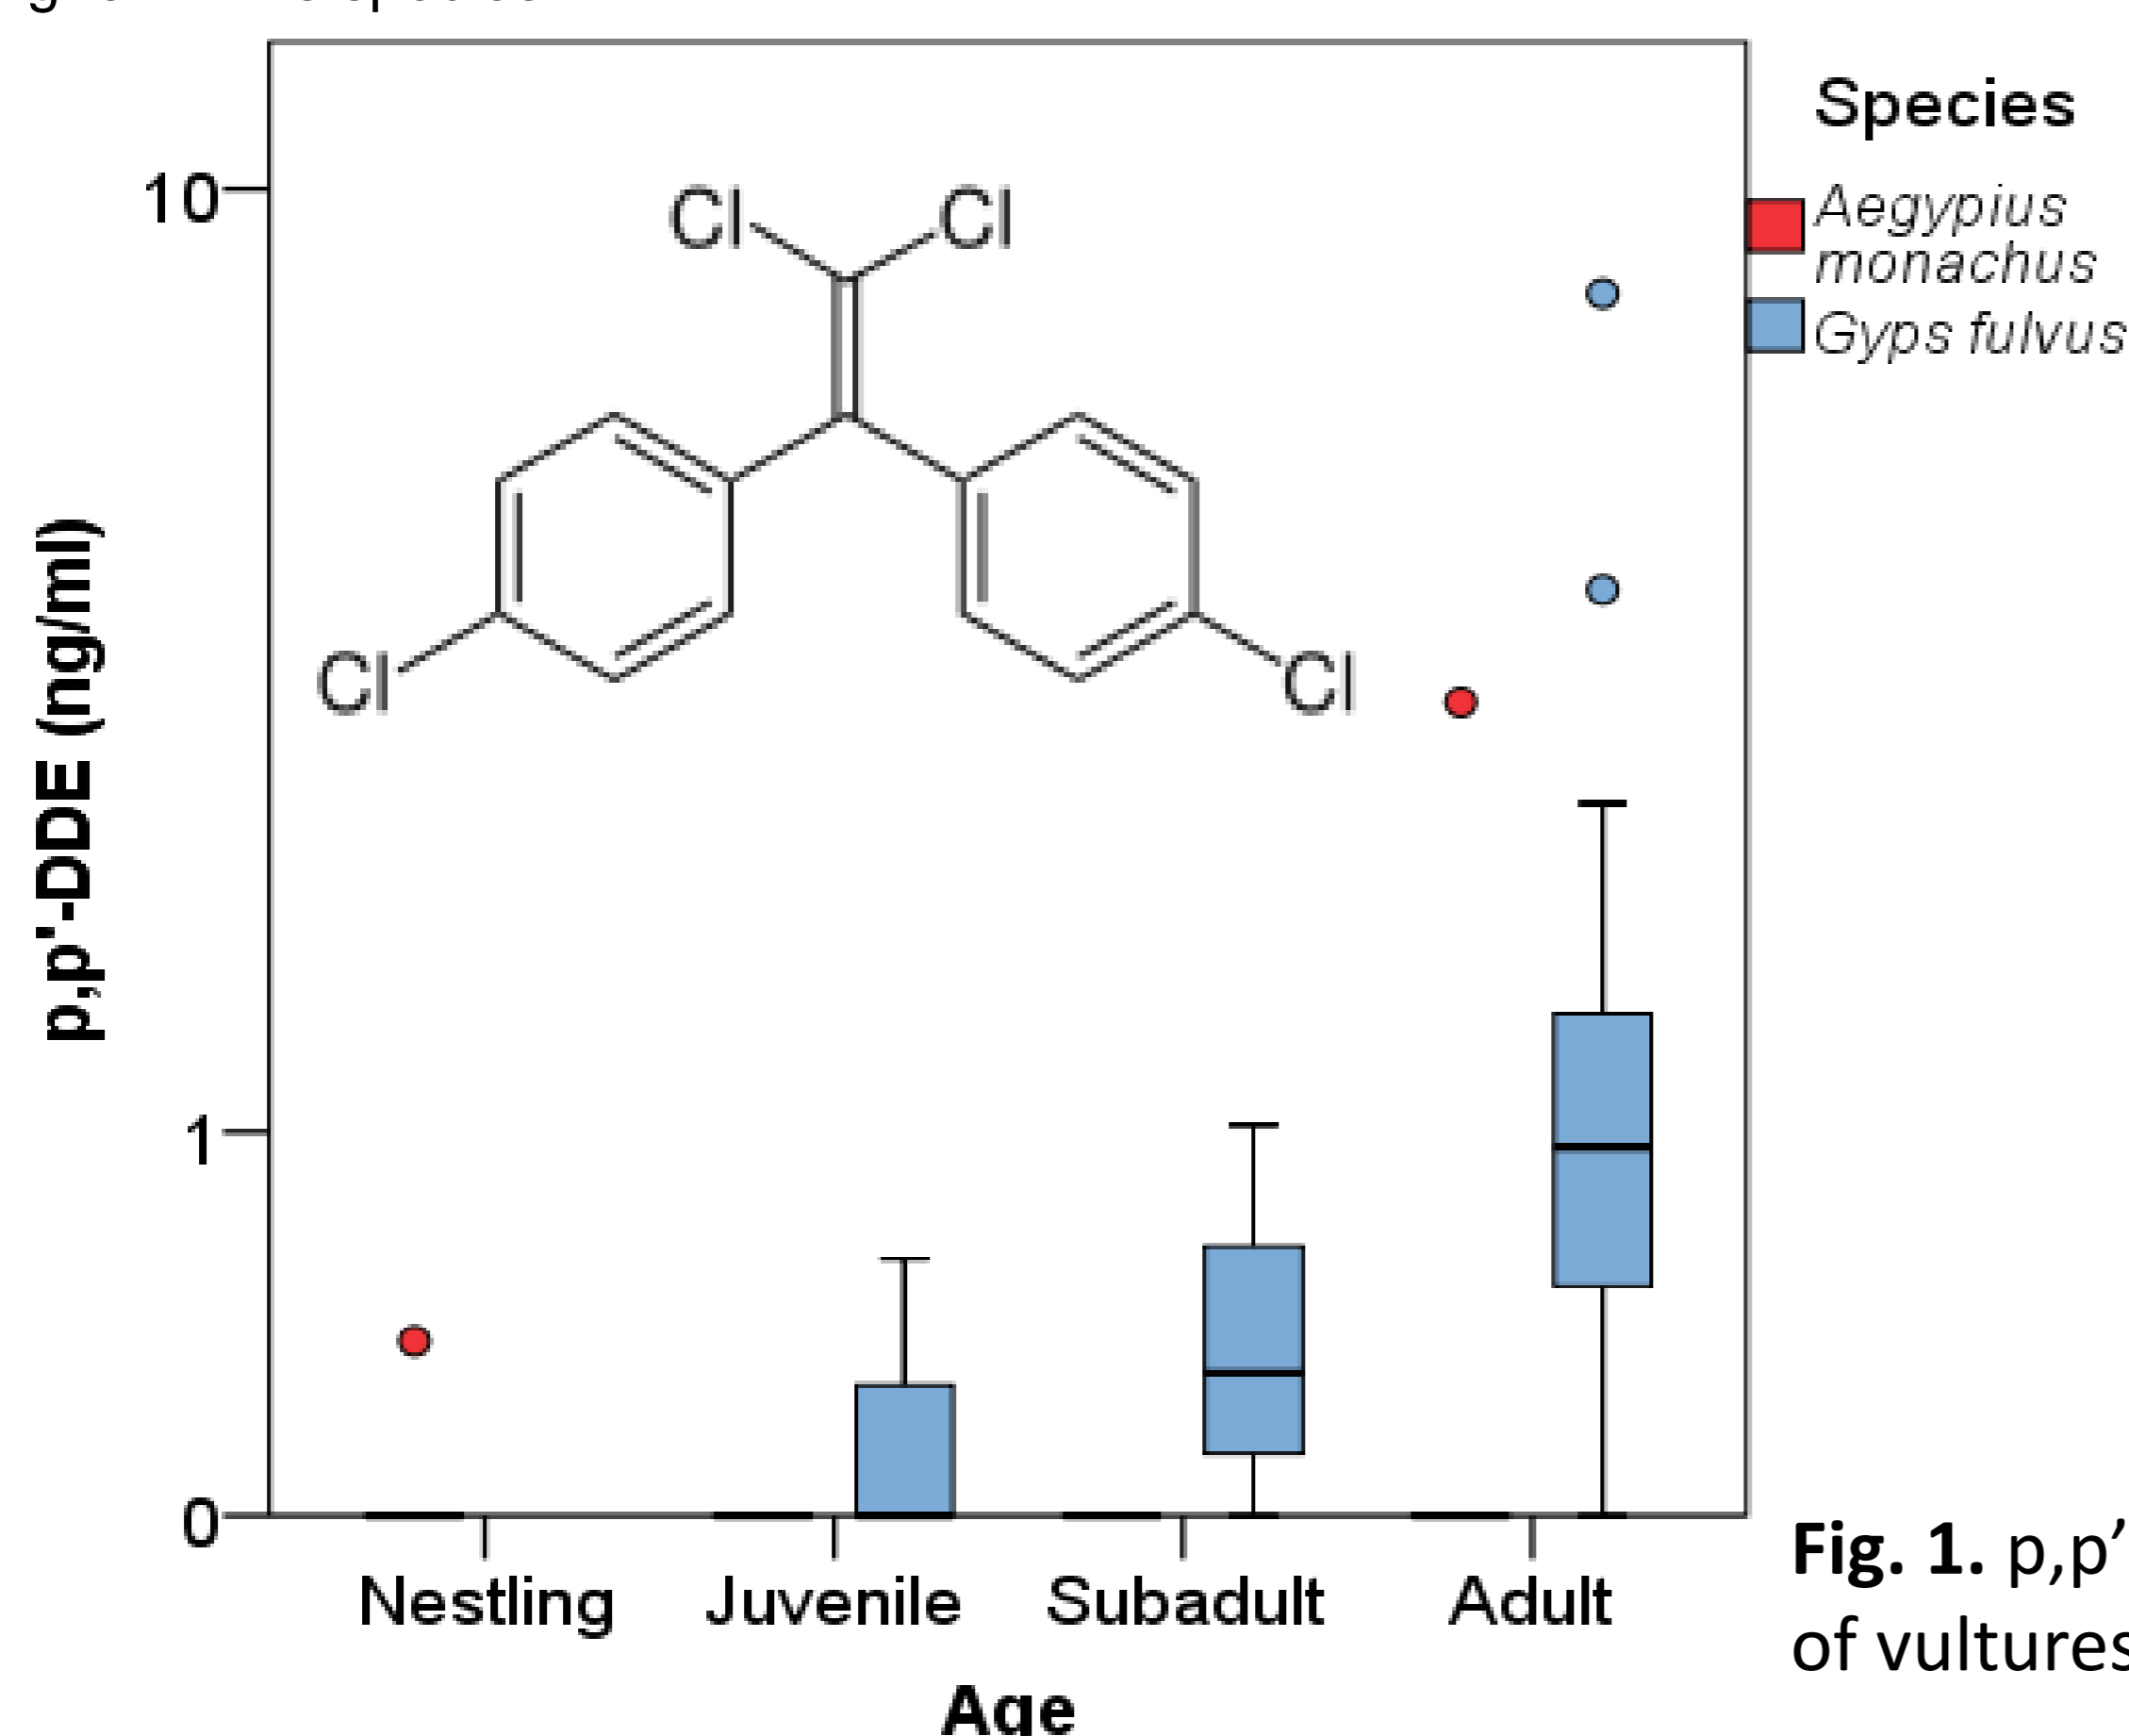 Species
Aegypius
monachus
Gyps fulvus
10
1
0
p,p'-DDE (ng/ml)
Cl
Cl
Cl
Cl
Nestling
Juvenile
Subadult
Adult
Age
Fig. 1. p,p’
of vultures